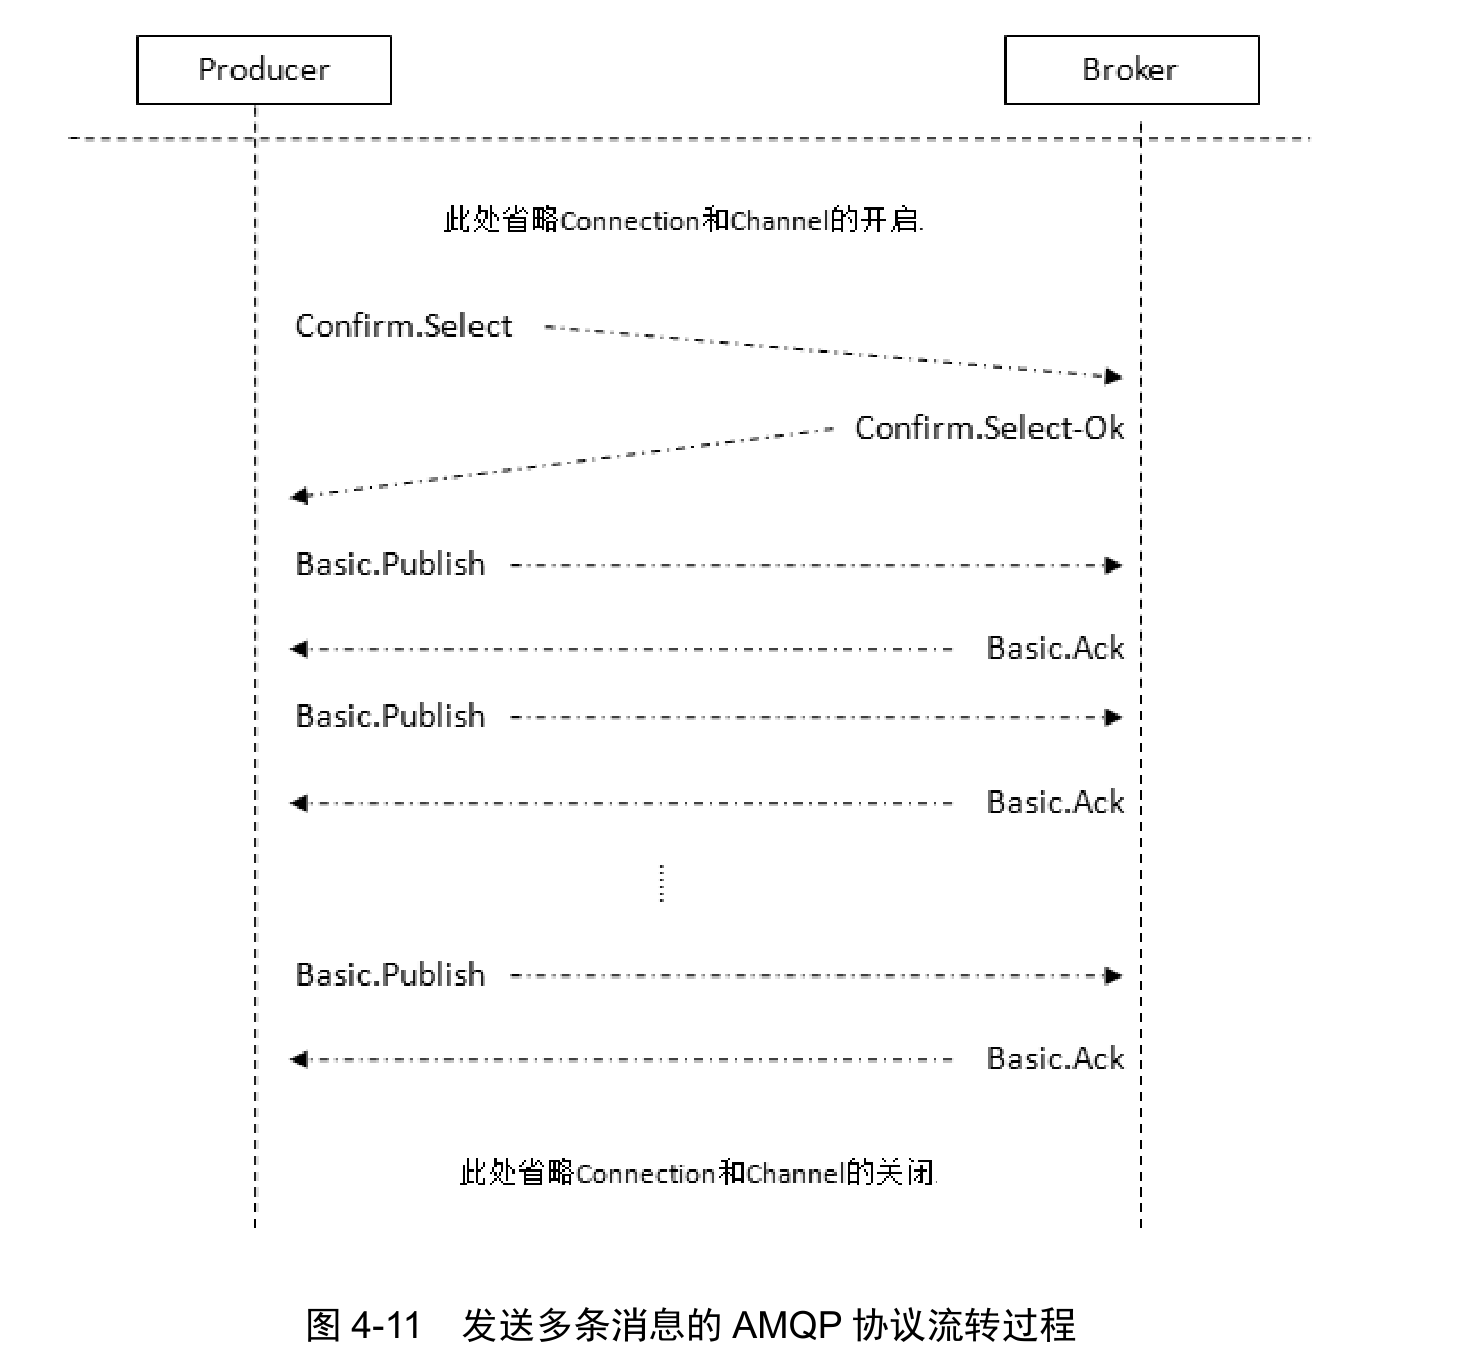 Producer
Broker
此处省略Connection和Channel的开启.
Confirm.Select
Confirm.Select-Ok
Basic.Publish
Basic.Ack
Basic.Publish
Basic.Ack
Basic.Publish
Basic.Ack
此处省略Connection和Channel的关闭.
图 4-11 发送多条消息的 AMQP 协议流转过程